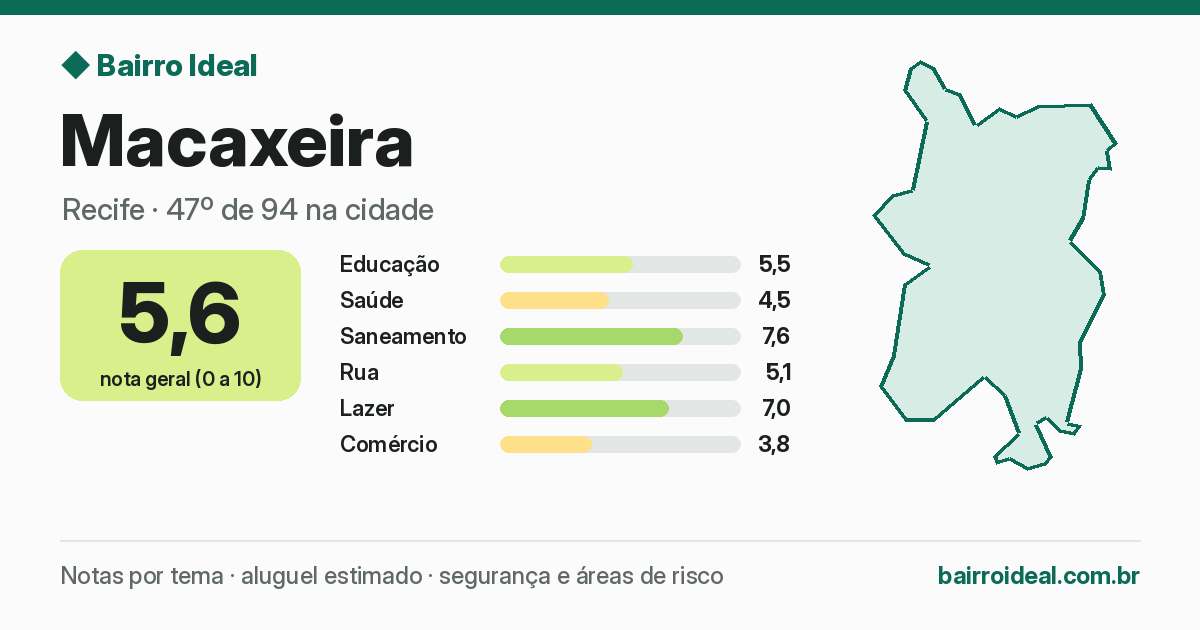 Bairro Ideal
Macaxeira
Recife · 47º de 94 na cidade
5,6
nota geral (0 a 10)
Educação 5,5
Saúde 4,5
Saneamento 7,6
Rua 5,1
Lazer 7,0
Comércio 3,8
Notas por tema · aluguel estimado · segurança e áreas de risco
bairroideal.com.br